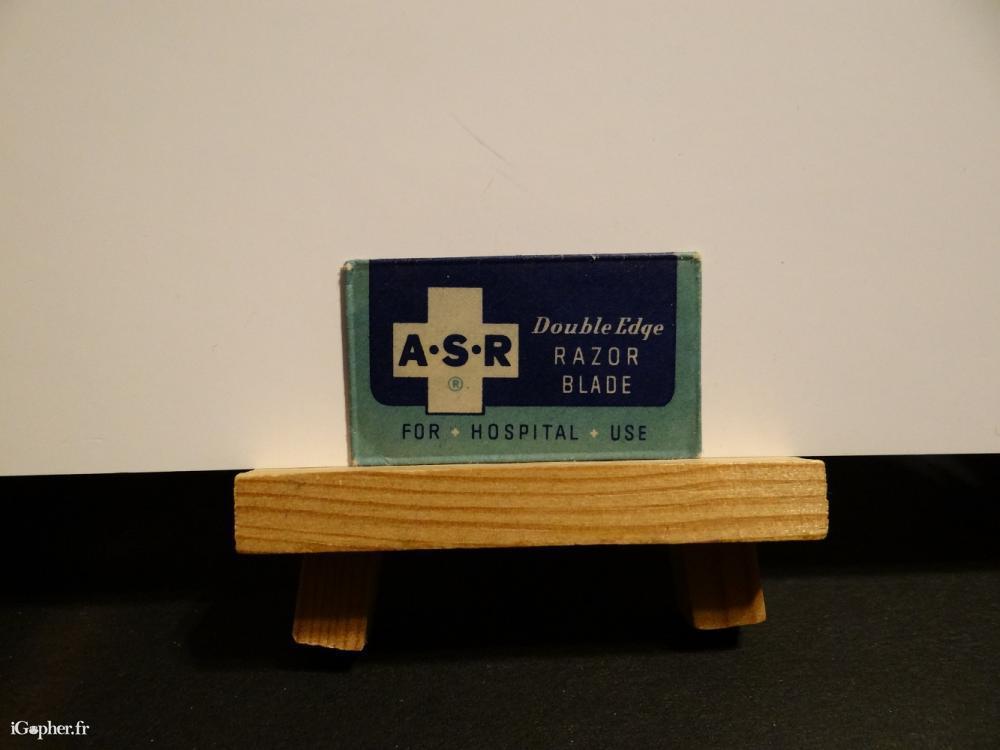 A·S·R
®
Double Edge
RAZOR
BLADE
FOR + HOSPITAL + USE
iGopher.fr